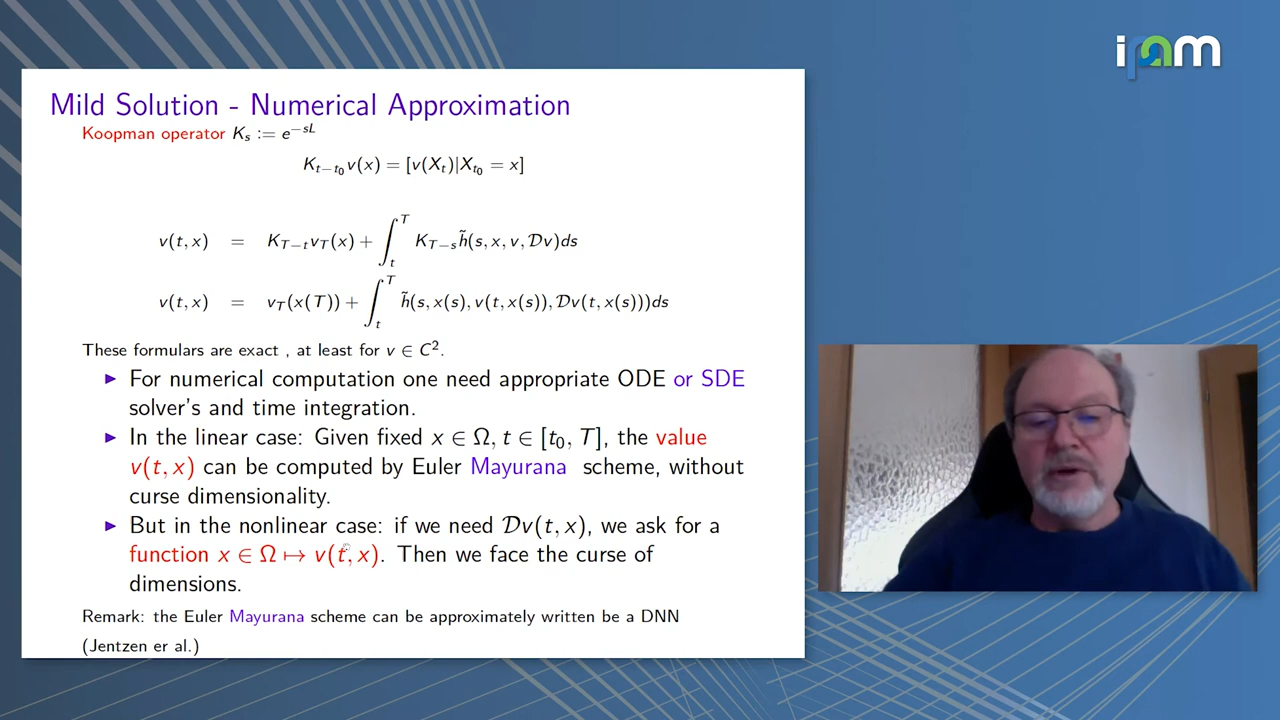 ipam
Mild Solution - Numerical Approximation
Koopman operator K_s := e^{-sL}
K_{t-t_0} v(x) = [v(X_t)|X_{t_0} = x]
v(t, x) = K_{T-t} v_T(x) + ∫_t^T K_{T-s} h̃(s, x, v, 𝒟v)ds
v(t, x) = v_T(x(T)) + ∫_t^T h̃(s, x(s), v(t, x(s)), 𝒟v(t, x(s)))ds
These formulars are exact , at least for v ∈ C².
▶ For numerical computation one need appropriate ODE or SDE
solver's and time integration.
▶ In the linear case: Given fixed x ∈ Ω, t ∈ [t_0, T], the value
v(t, x) can be computed by Euler Mayurana scheme, without
curse dimensionality.
▶ But in the nonlinear case: if we need 𝒟v(t, x), we ask for a
function x ∈ Ω ↦ v(t, x). Then we face the curse of
dimensions.
Remark: the Euler Mayurana scheme can be approximately written be a DNN
(Jentzen er al.)